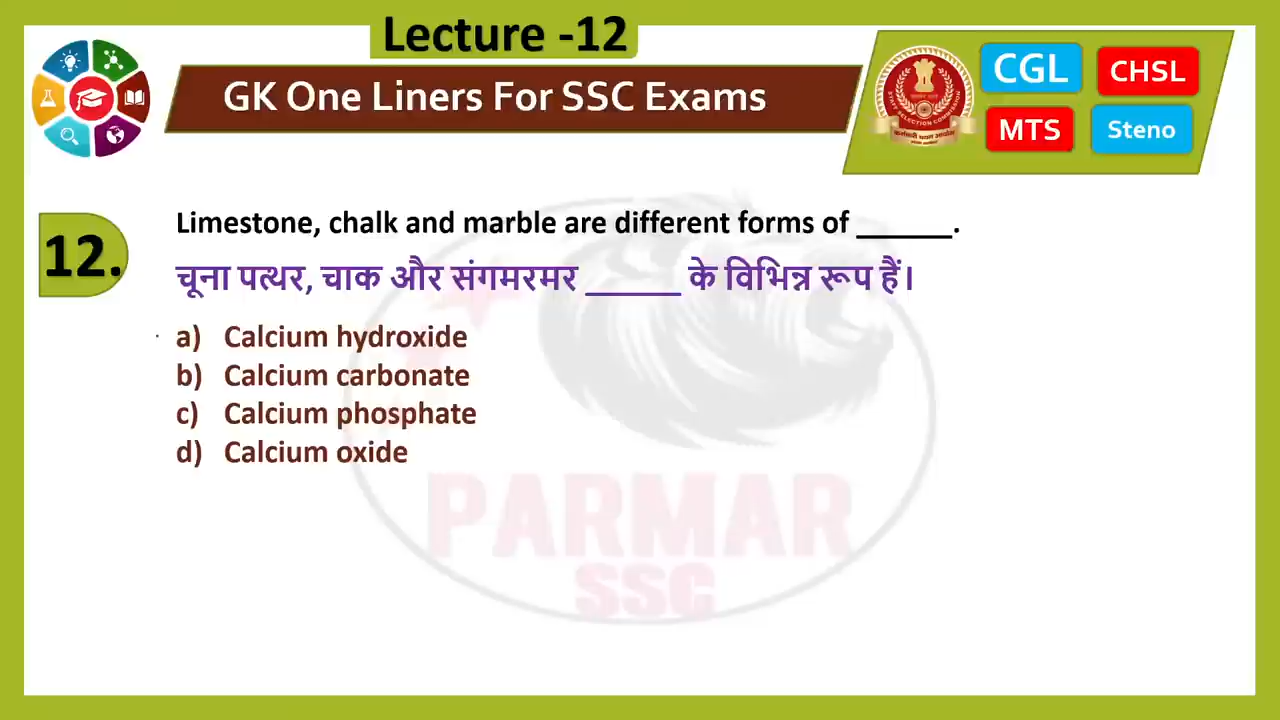 Lecture -12
GK One Liners For SSC Exams
CGL
CHSL
MTS
Steno
12.
Limestone, chalk and marble are different forms of ______.
चूना पत्थर, चाक और संगमरमर ______ के विभिन्न रूप हैं।
a) Calcium hydroxide
b) Calcium carbonate
c) Calcium phosphate
d) Calcium oxide
PARMAR
SSC